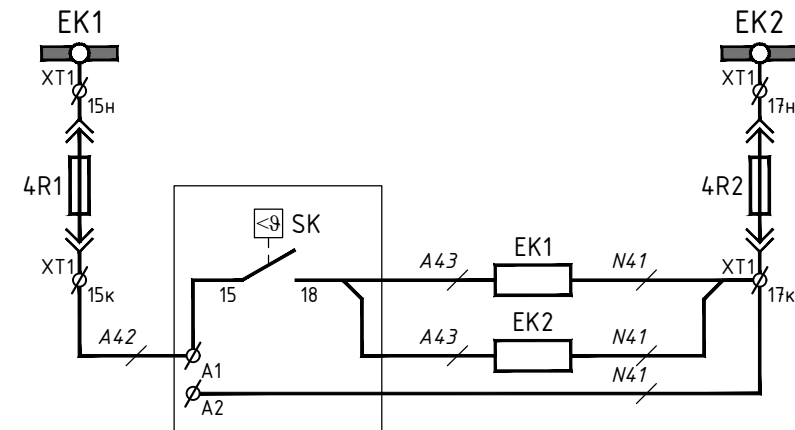 EK1
EK2
XT1
15н
XT1
17н
4R1
4R2
<ϑ SK
XT1
15к
15
18
A43
EK1
N41
XT1
17к
A42
A43
EK2
N41
A1
A2
N41